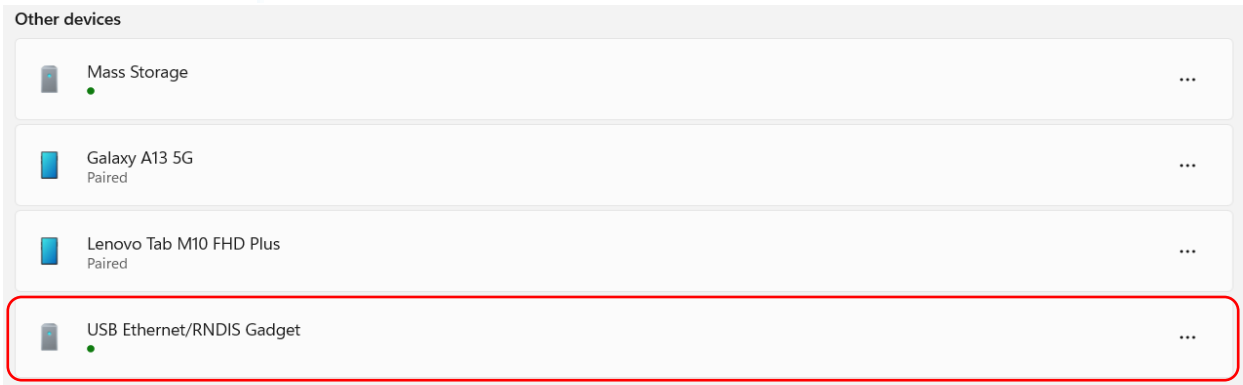 Other devices
Mass Storage
Galaxy A13 5G
Paired
Lenovo Tab M10 FHD Plus
Paired
USB Ethernet/RNDIS Gadget